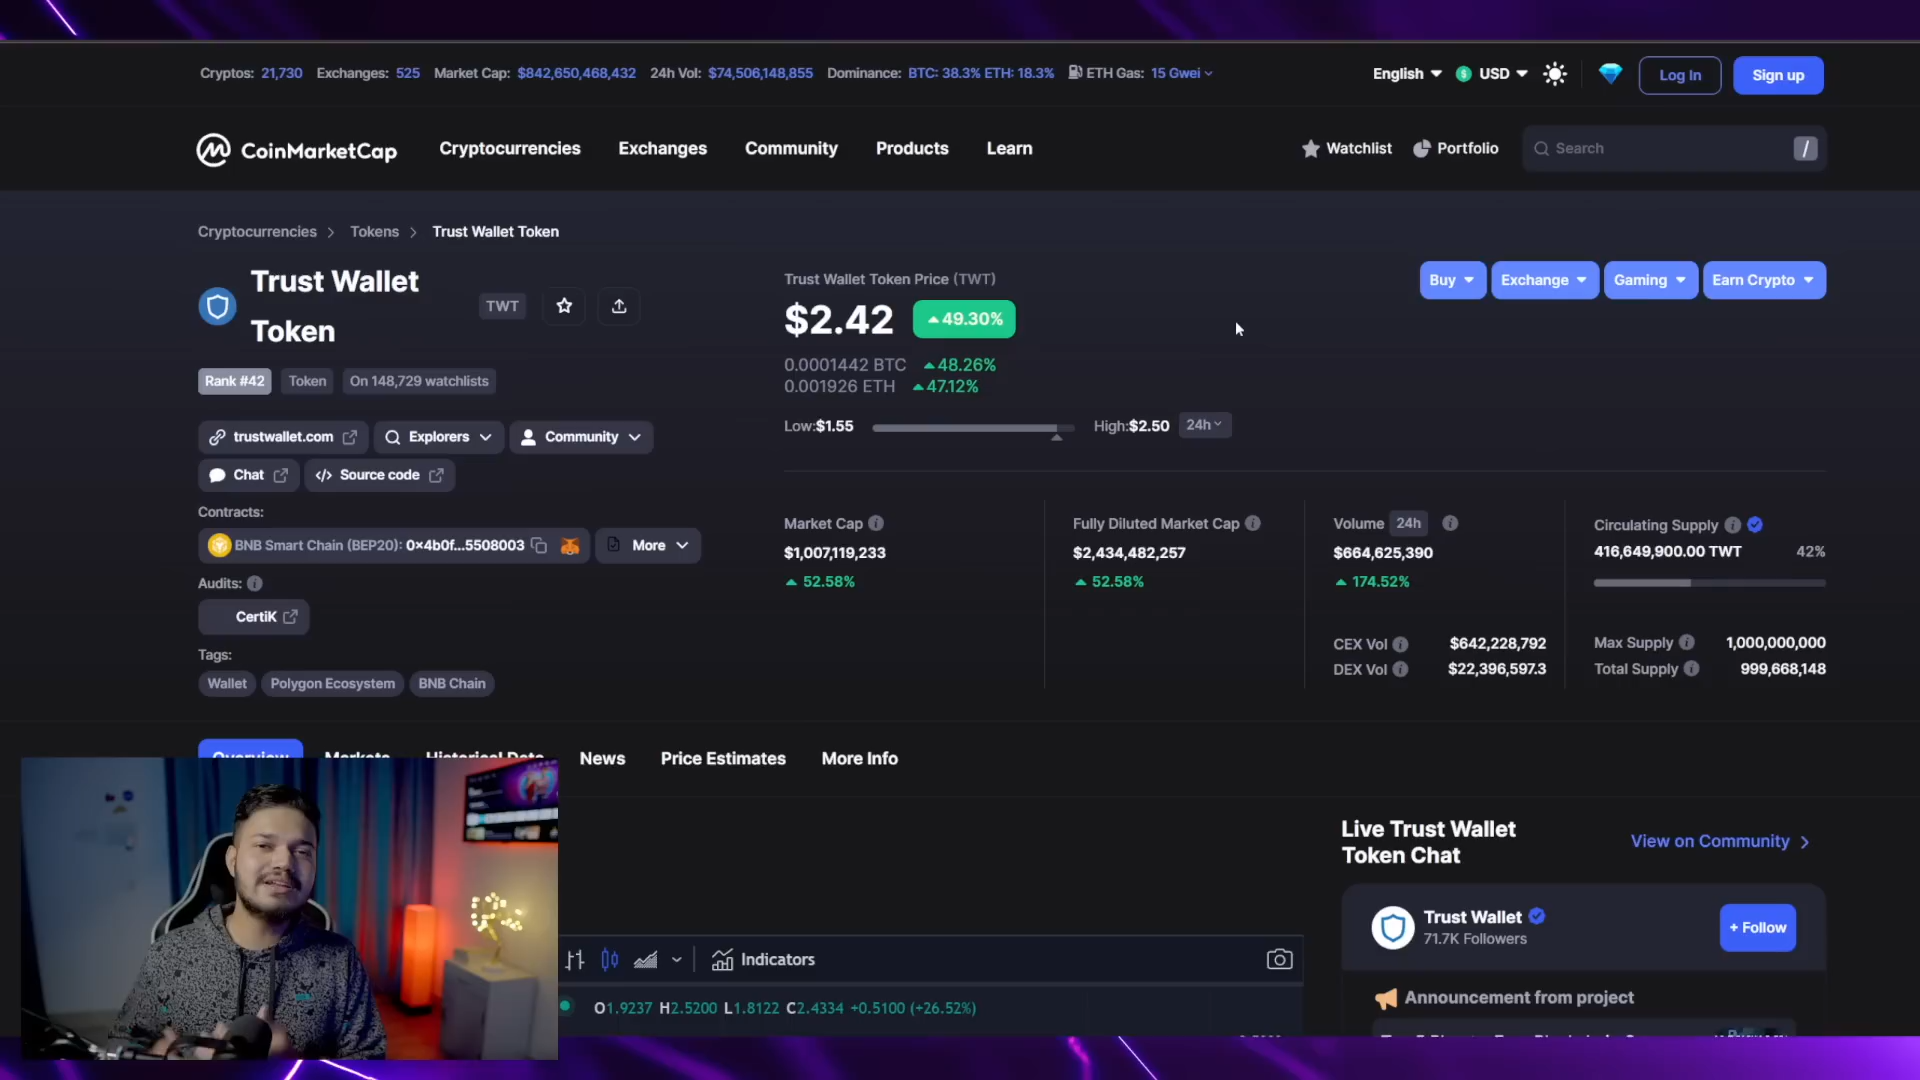 Cryptos: 21,730 Exchanges: 525 Market Cap: $842,650,468,432 24h Vol: $74,506,148,855 Dominance: BTC: 38.3% ETH: 18.3% ETH Gas: 15 Gwei
English USD Log In Sign up
CoinMarketCap Cryptocurrencies Exchanges Community Products Learn
Watchlist Portfolio Search /
Cryptocurrencies > Tokens > Trust Wallet Token
Trust Wallet
Token
TWT
Rank #42 Token On 148,729 watchlists
trustwallet.com Explorers Community
Chat Source code
Contracts:
BNB Smart Chain (BEP20): 0x4b0f...5508003 More
Audits:
CertiK
Tags:
Wallet Polygon Ecosystem BNB Chain
Trust Wallet Token Price (TWT)
$2.42 49.30%
0.0001442 BTC 48.26%
0.001926 ETH 47.12%
Low:$1.55 High:$2.50 24h
Buy Exchange Gaming Earn Crypto
Market Cap
$1,007,119,233
52.58%
Fully Diluted Market Cap
$2,434,482,257
52.58%
Volume 24h
$664,625,390
174.52%
CEX Vol $642,228,792
DEX Vol $22,396,597.3
Circulating Supply
416,649,900.00 TWT 42%
Max Supply 1,000,000,000
Total Supply 999,668,148
Overview Markets Historical Data News Price Estimates More Info
Indicators
O1.9237 H2.5200 L1.8122 C2.4334 +0.5100 (+26.52%)
Live Trust Wallet
Token Chat
View on Community >
Trust Wallet
71.7K Followers
+ Follow
Announcement from project